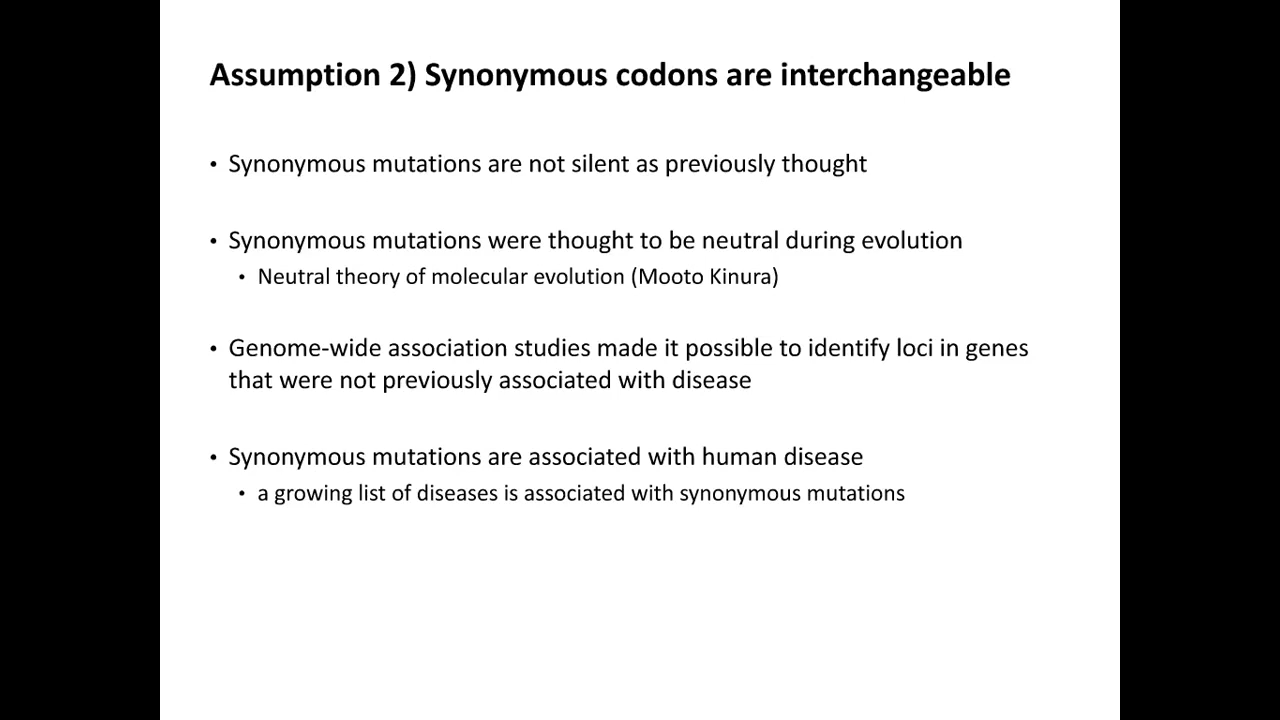 Assumption 2) Synonymous codons are interchangeable
• Synonymous mutations are not silent as previously thought
• Synonymous mutations were thought to be neutral during evolution
• Neutral theory of molecular evolution (Mooto Kinura)
• Genome-wide association studies made it possible to identify loci in genes
that were not previously associated with disease
• Synonymous mutations are associated with human disease
• a growing list of diseases is associated with synonymous mutations